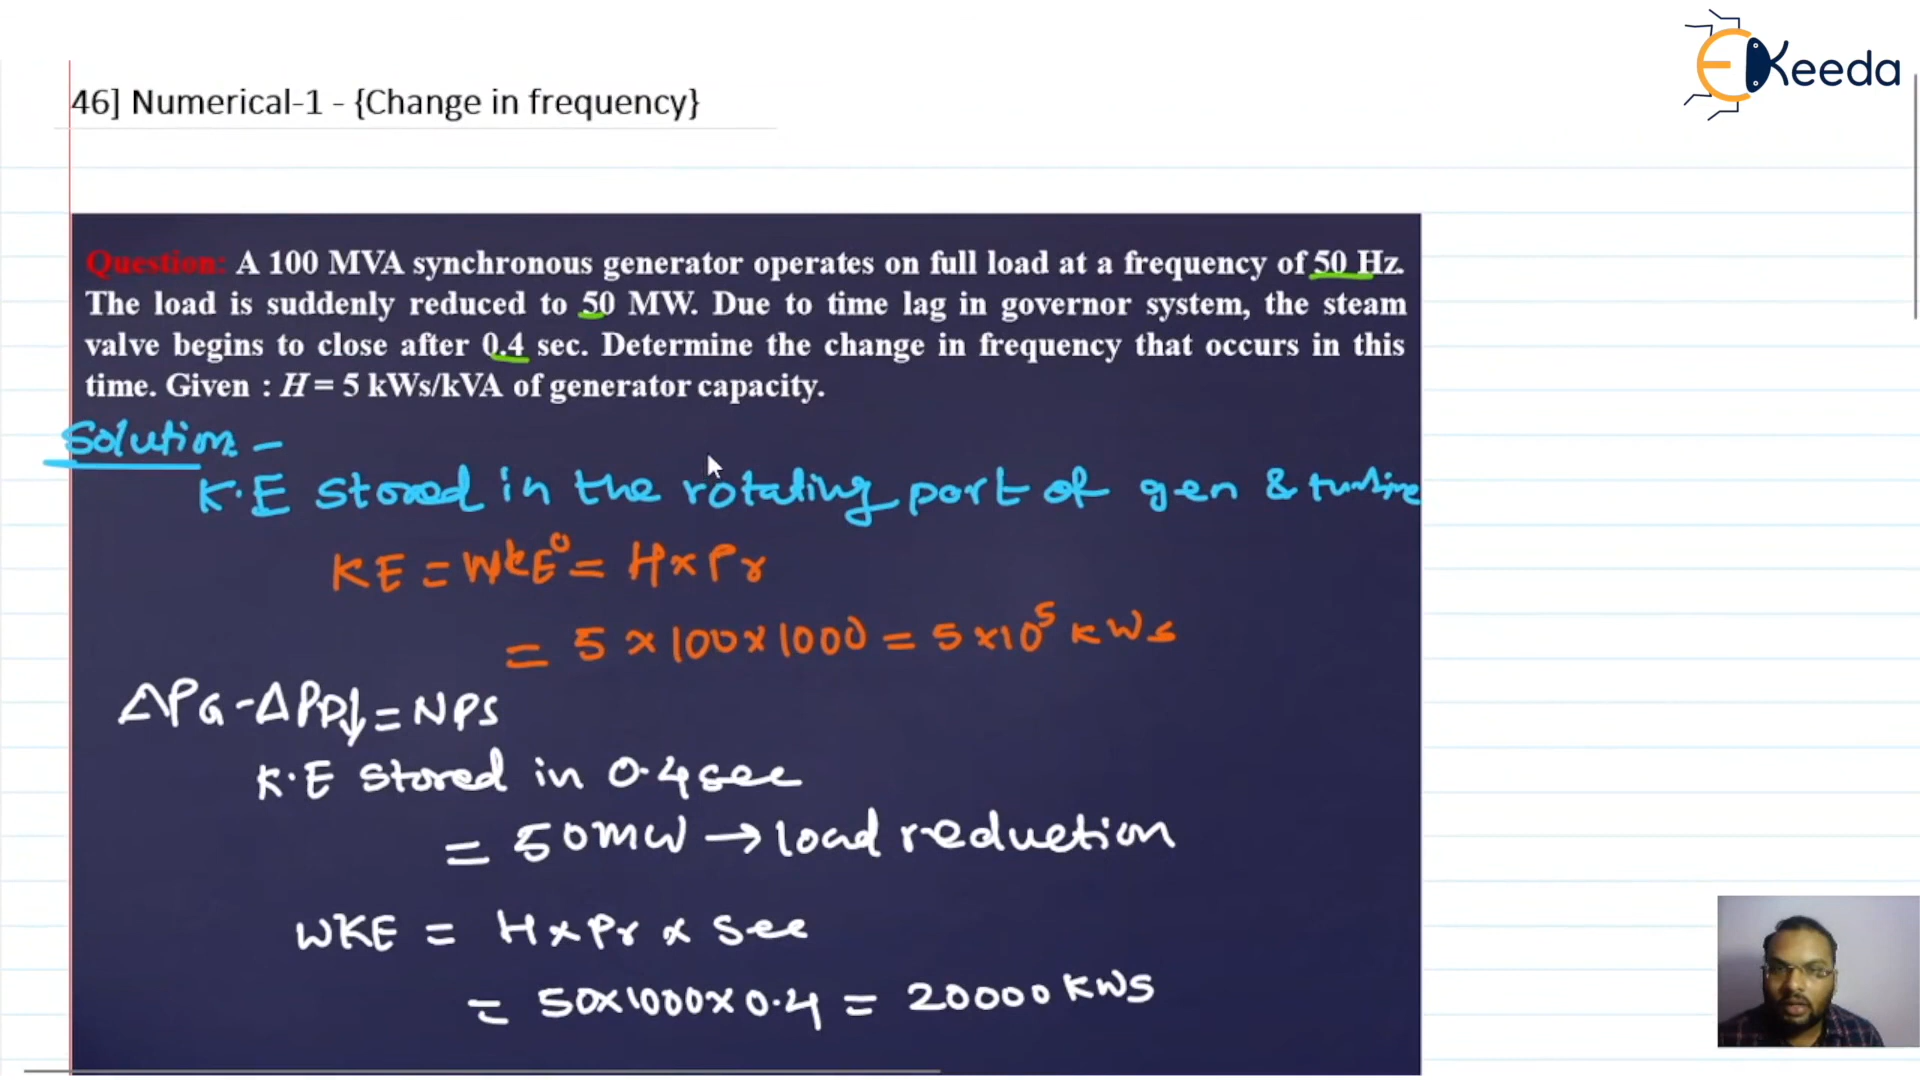 EKeeda
46] Numerical-1 - {Change in frequency}
Question: A 100 MVA synchronous generator operates on full load at a frequency of 50 Hz.
The load is suddenly reduced to 50 MW. Due to time lag in governor system, the steam
valve begins to close after 0.4 sec. Determine the change in frequency that occurs in this
time. Given : H = 5 kWs/kVA of generator capacity.
Solution: -
K.E stored in the rotating part of gen & turbine
KE = WKE⁰ = H×Pr
= 5 × 100 × 1000 = 5 × 10⁵ KWs
ΔPG - ΔPD↓ = NPS
K.E stored in 0.4 sec
= 50 mW → load reduction
WKE = H × Pr × Sec
= 50×1000×0.4 = 20000 KWS